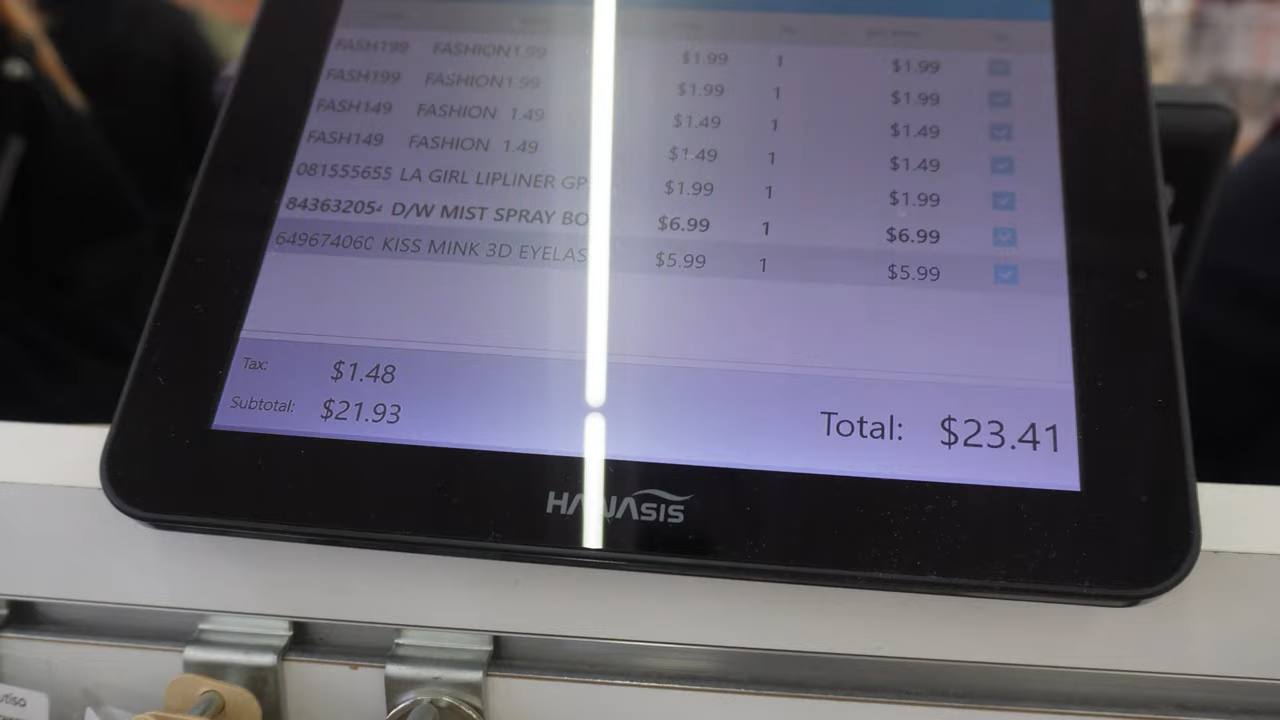 FASH199 FASHION1.99 $1.99 1 $1.99
FASH199 FASHION1.99 $1.99 1 $1.99
FASH149 FASHION 1.49 $1.49 1 $1.49
FASH149 FASHION 1.49 $1.49 1 $1.49
081555655 LA GIRL LIPLINER GP $1.99 1 $1.99
84363205 D/W MIST SPRAY BO $6.99 1 $6.99
649674060 KISS MINK 3D EYELAS $5.99 1 $5.99
Tax: $1.48
Subtotal: $21.93
Total: $23.41
HANASIS